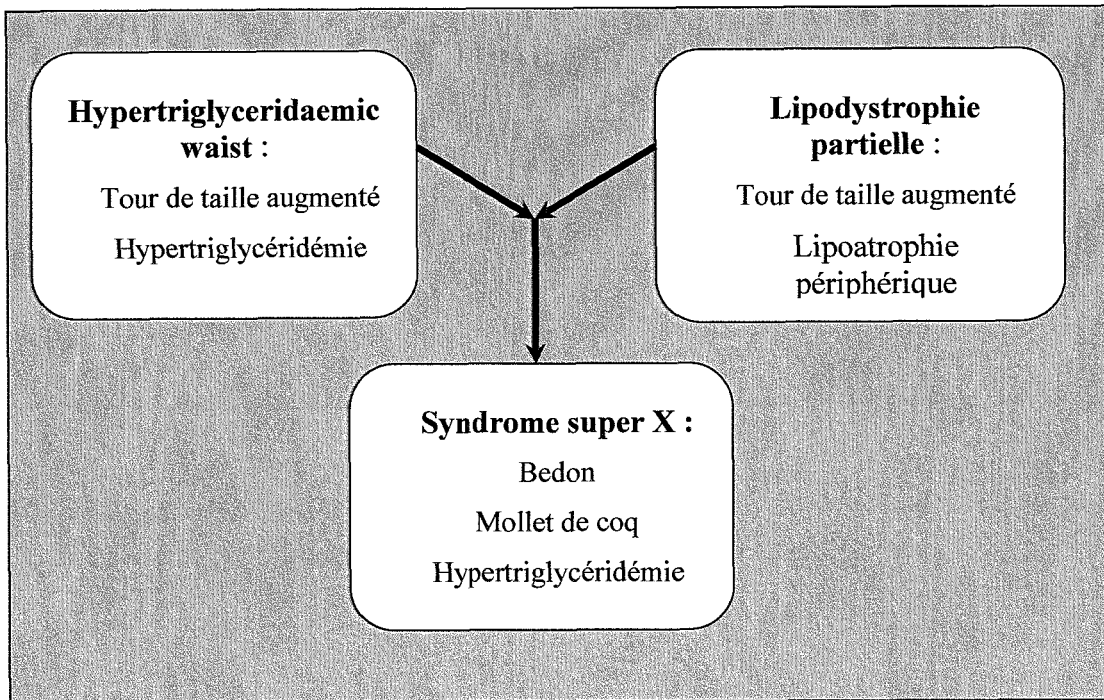 Hypertriglyceridaemic
waist :
Tour de taille augmenté
Hypertriglycéridémie
Lipodystrophie
partielle :
Tour de taille augmenté
Lipoatrophie
périphérique
Syndrome super X :
Bedon
Mollet de coq
Hypertriglycéridémie